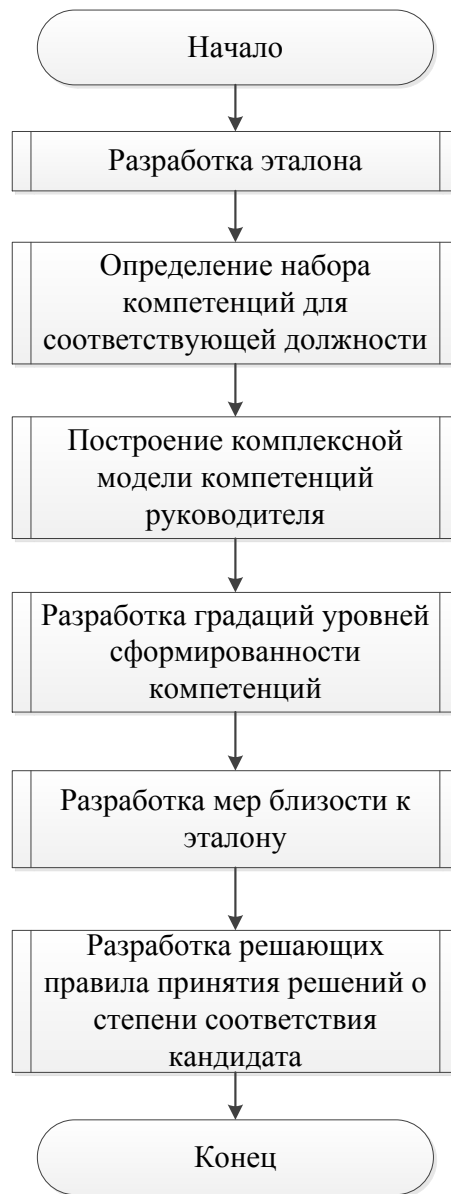 Начало
Разработка эталона
Определение набора
компетенций для
соответствующей должности
Построение комплексной
модели компетенций
руководителя
Разработка градаций уровней
сформированности
компетенций
Разработка мер близости к
эталону
Разработка решающих
правила принятия решений о
степени соответствия
кандидата
Конец